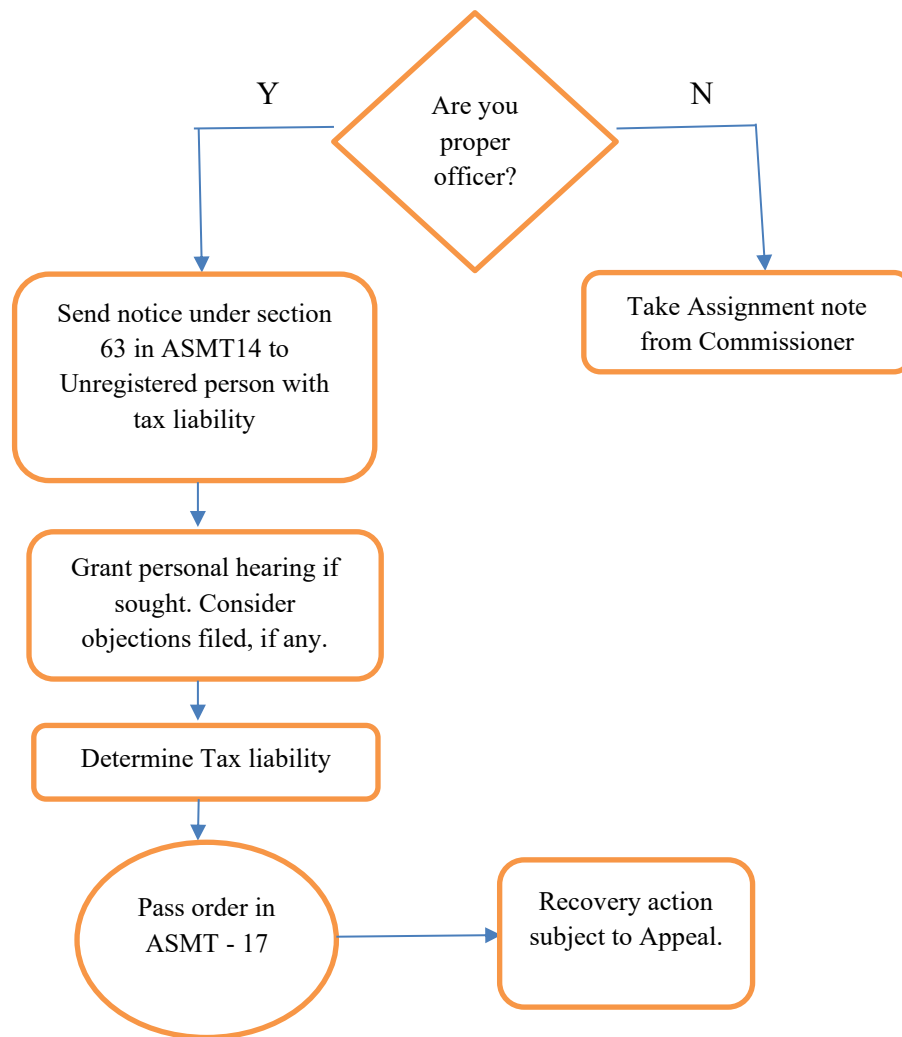 Y
N
Are you
proper
officer?
Send notice under section
63 in ASMT14 to
Unregistered person with
tax liability
Take Assignment note
from Commissioner
Grant personal hearing if
sought. Consider
objections filed, if any.
Determine Tax liability
Pass order in
ASMT - 17
Recovery action
subject to Appeal.